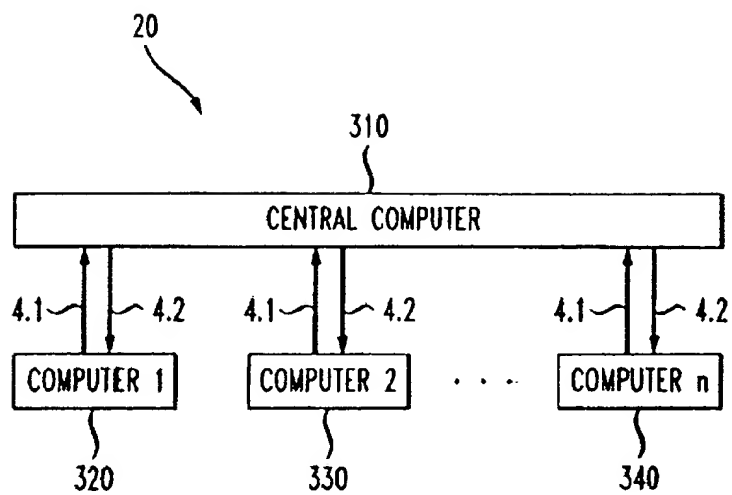 20
310
CENTRAL COMPUTER
4.1 4.2 4.1 4.2 4.1 4.2
COMPUTER 1 COMPUTER 2 . . . COMPUTER n
320 330 340